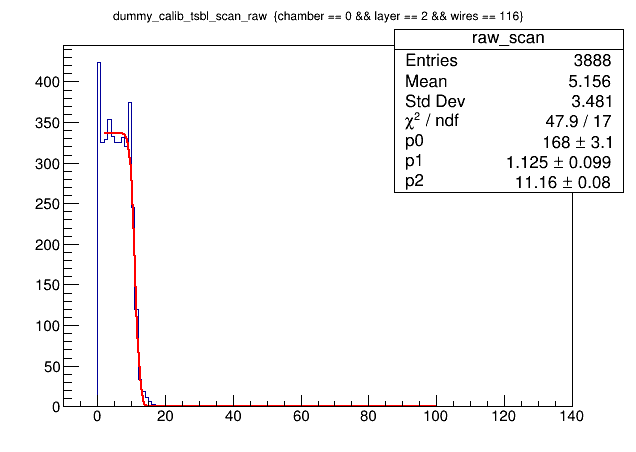 dummy_calib_tsbl_scan_raw {chamber == 0 && layer == 2 && wires == 116}
raw_scan
Entries 3888
Mean 5.156
Std Dev 3.481
χ² / ndf 47.9 / 17
p0 168 ± 3.1
p1 1.125 ± 0.099
p2 11.16 ± 0.08
400
350
300
250
200
150
100
50
0
0 20 40 60 80 100 120 140